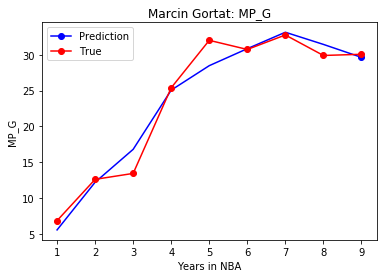 Marcin Gortat: MP_G
Prediction
True
MP_G
30
25
20
15
10
5
1 2 3 4 5 6 7 8 9
Years in NBA